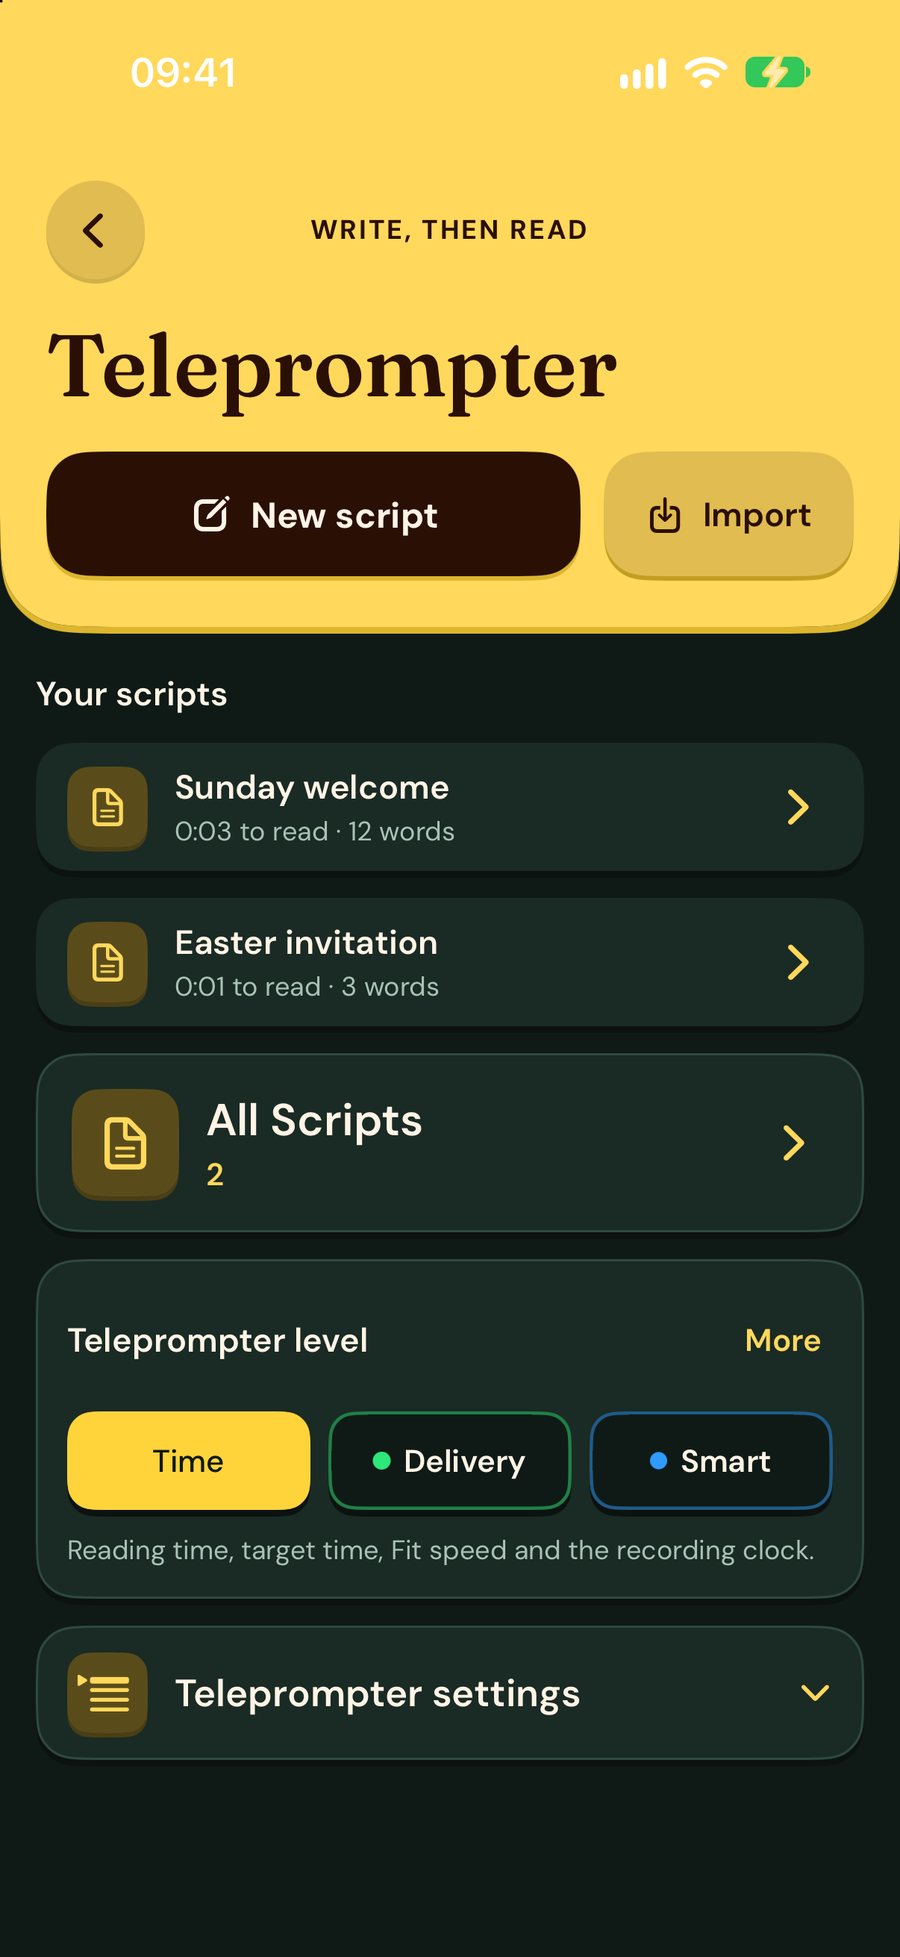 09:41
WRITE, THEN READ
Teleprompter
New script
Import
Your scripts
Sunday welcome
0:03 to read · 12 words
Easter invitation
0:01 to read · 3 words
All Scripts
2
Teleprompter level
More
Time
Delivery
Smart
Reading time, target time, Fit speed and the recording clock.
Teleprompter settings